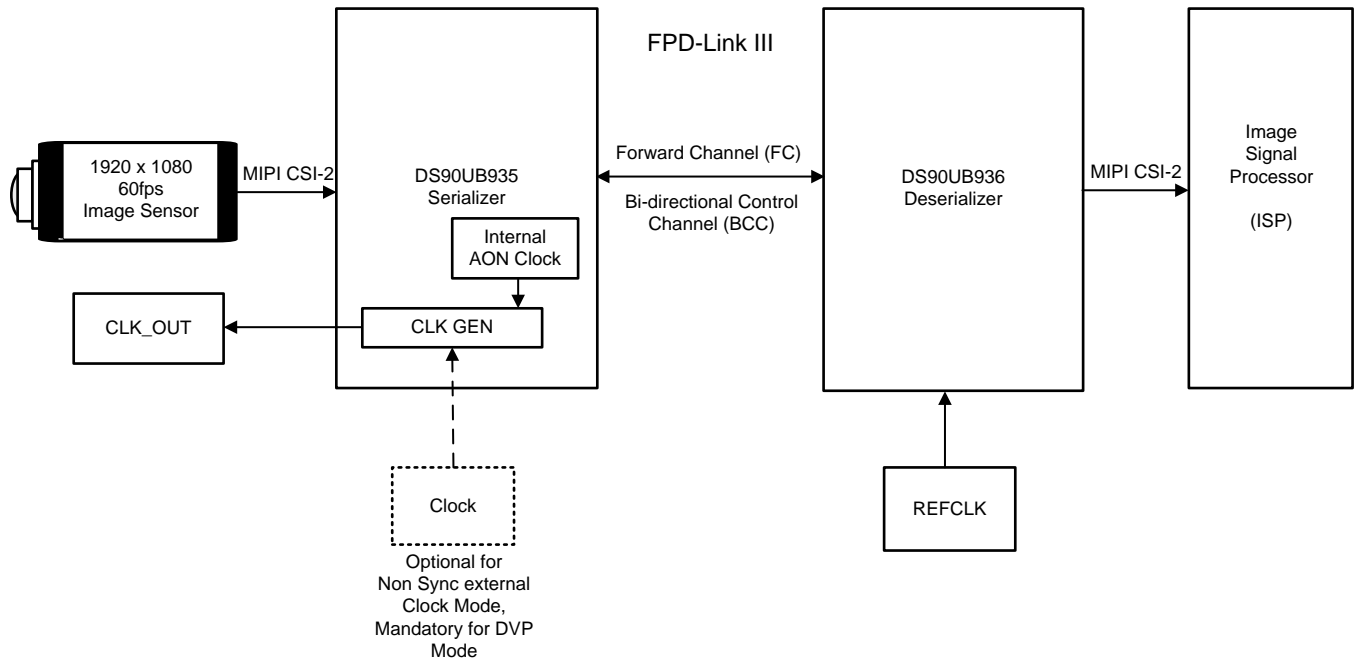 FPD-Link III
1920 x 1080
60fps
Image Sensor
MIPI CSI-2
DS90UB935
Serializer
Forward Channel (FC)
Bi-directional Control
Channel (BCC)
DS90UB936
Deserializer
MIPI CSI-2
Image
Signal
Processor
(ISP)
Internal
AON Clock
CLK_OUT
CLK GEN
Clock
Optional for
Non Sync external
Clock Mode,
Mandatory for DVP
Mode
REFCLK